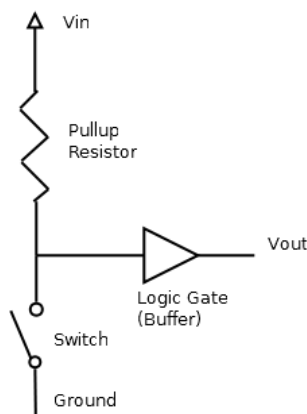 Vin
Pullup
Resistor
Vout
Logic Gate
(Buffer)
Switch
Ground